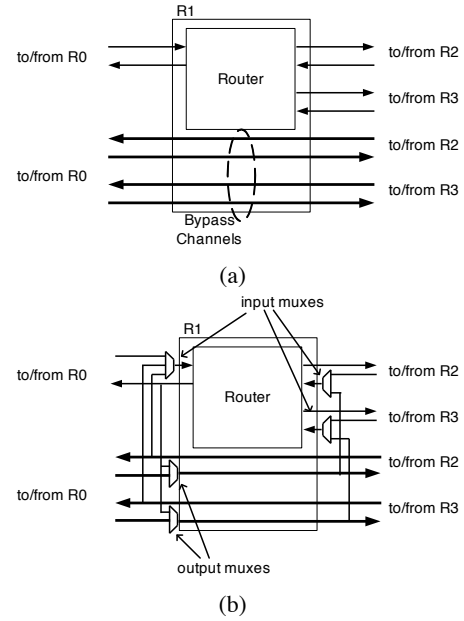 R1
to/from R0
Router
to/from R2
to/from R3
to/from R2
to/from R0
to/from R3
Bypass
Channels
(a)
input muxes
R1
to/from R0
Router
to/from R2
to/from R3
to/from R2
to/from R0
to/from R3
output muxes
(b)